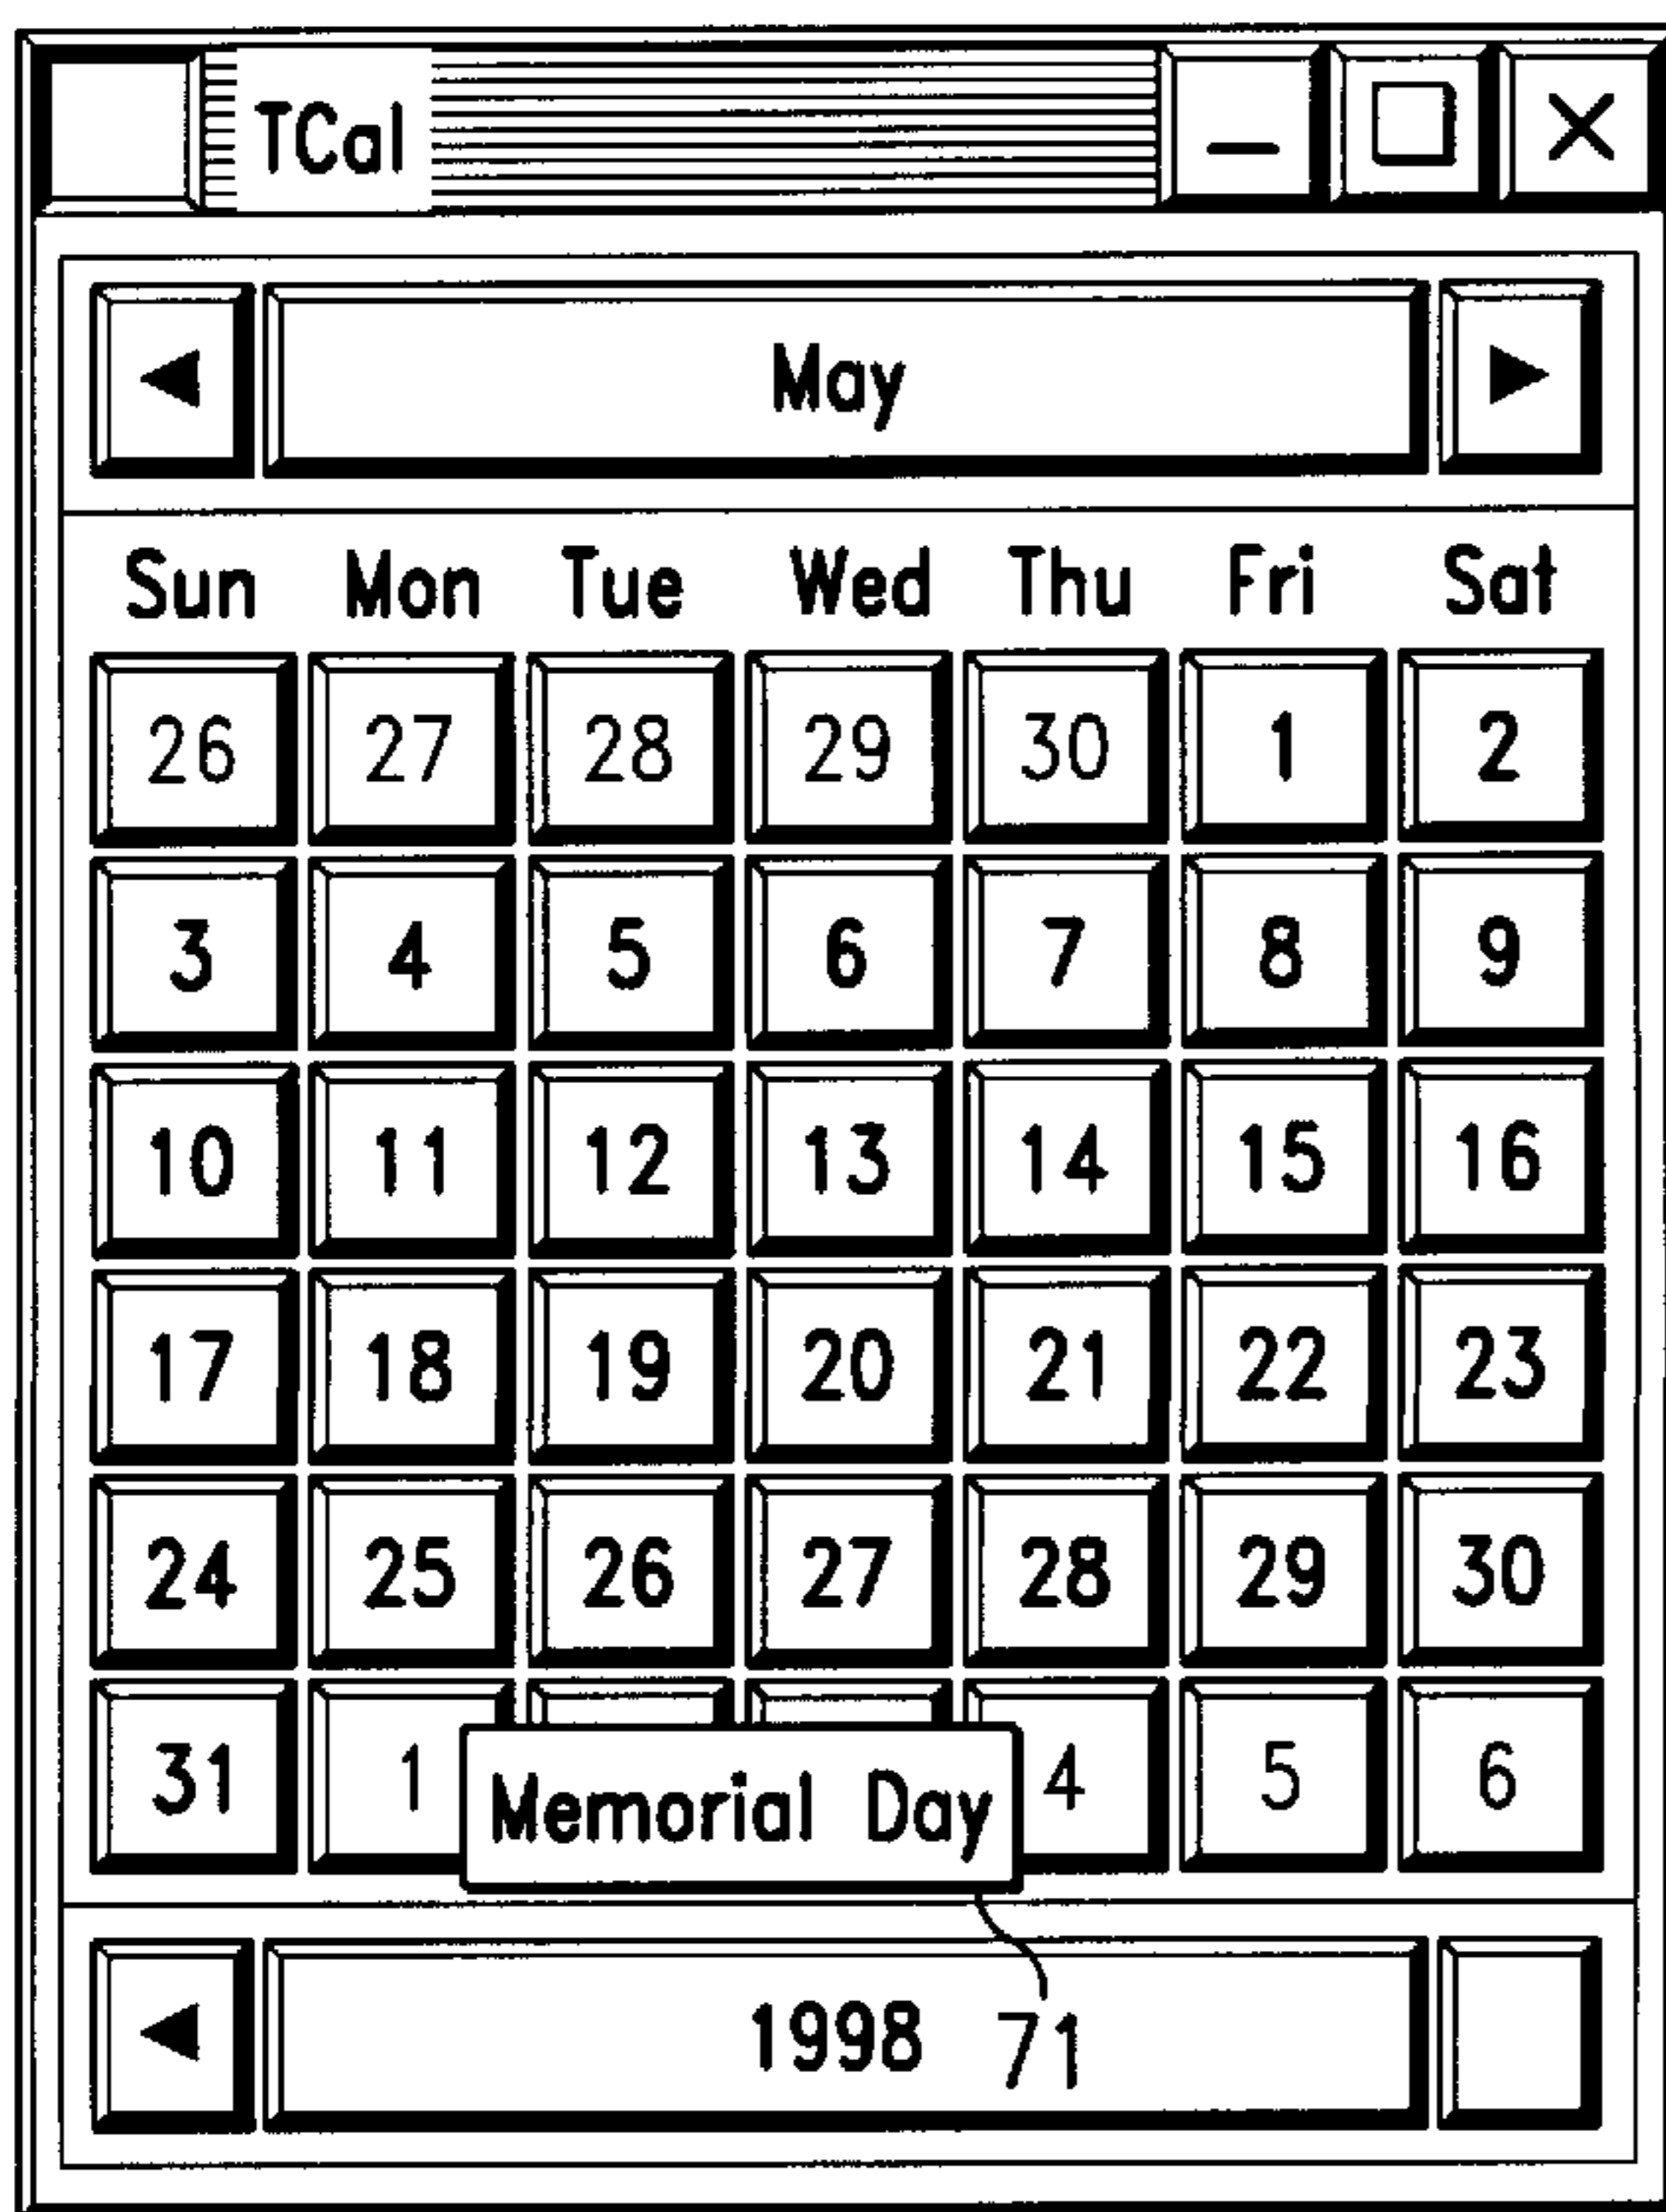 TCal
May
Sun Mon Tue Wed Thu Fri Sat
26 27 28 29 30 1 2
3 4 5 6 7 8 9
10 11 12 13 14 15 16
17 18 19 20 21 22 23
24 25 26 27 28 29 30
31 1 4 5 6
Memorial Day
1998 71